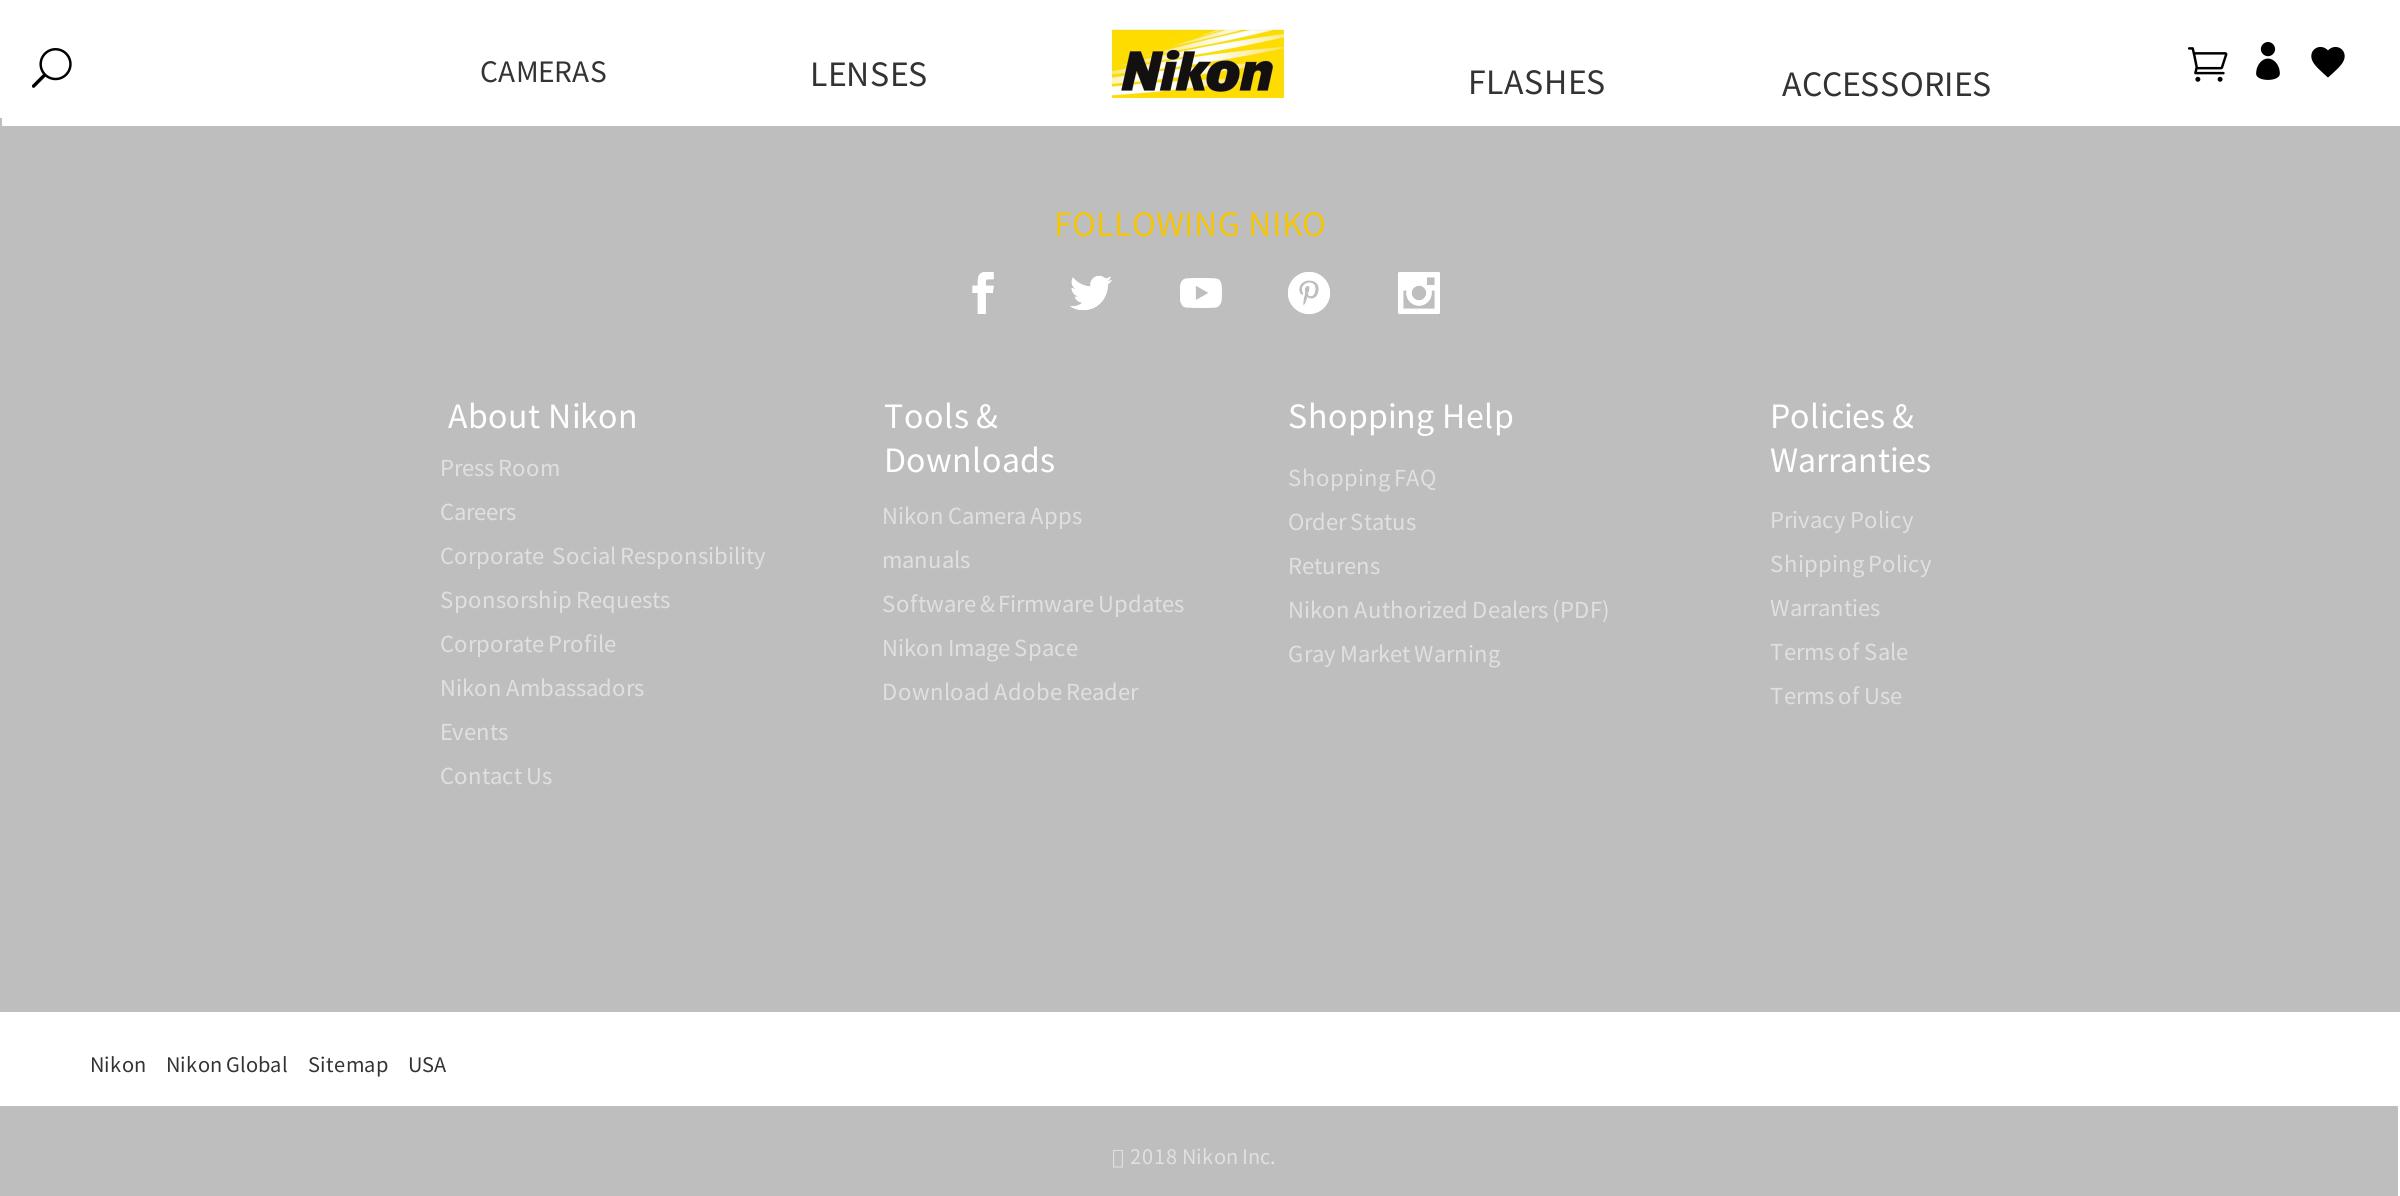 CAMERAS
LENSES
Nikon
FLASHES
ACCESSORIES
FOLLOWING NIKO
About Nikon
Press Room
Careers
Corporate  Social Responsibility
Sponsorship Requests
Corporate Profile
Nikon Ambassadors
Events
Contact Us
Tools &
Downloads
Nikon Camera Apps
manuals
Software & Firmware Updates
Nikon Image Space
Download Adobe Reader
Shopping Help
Shopping FAQ
Order Status
Returens
Nikon Authorized Dealers (PDF)
Gray Market Warning
Policies &
Warranties
Privacy Policy
Shipping Policy
Warranties
Terms of Sale
Terms of Use
Nikon   Nikon Global   Sitemap   USA
2018 Nikon Inc.